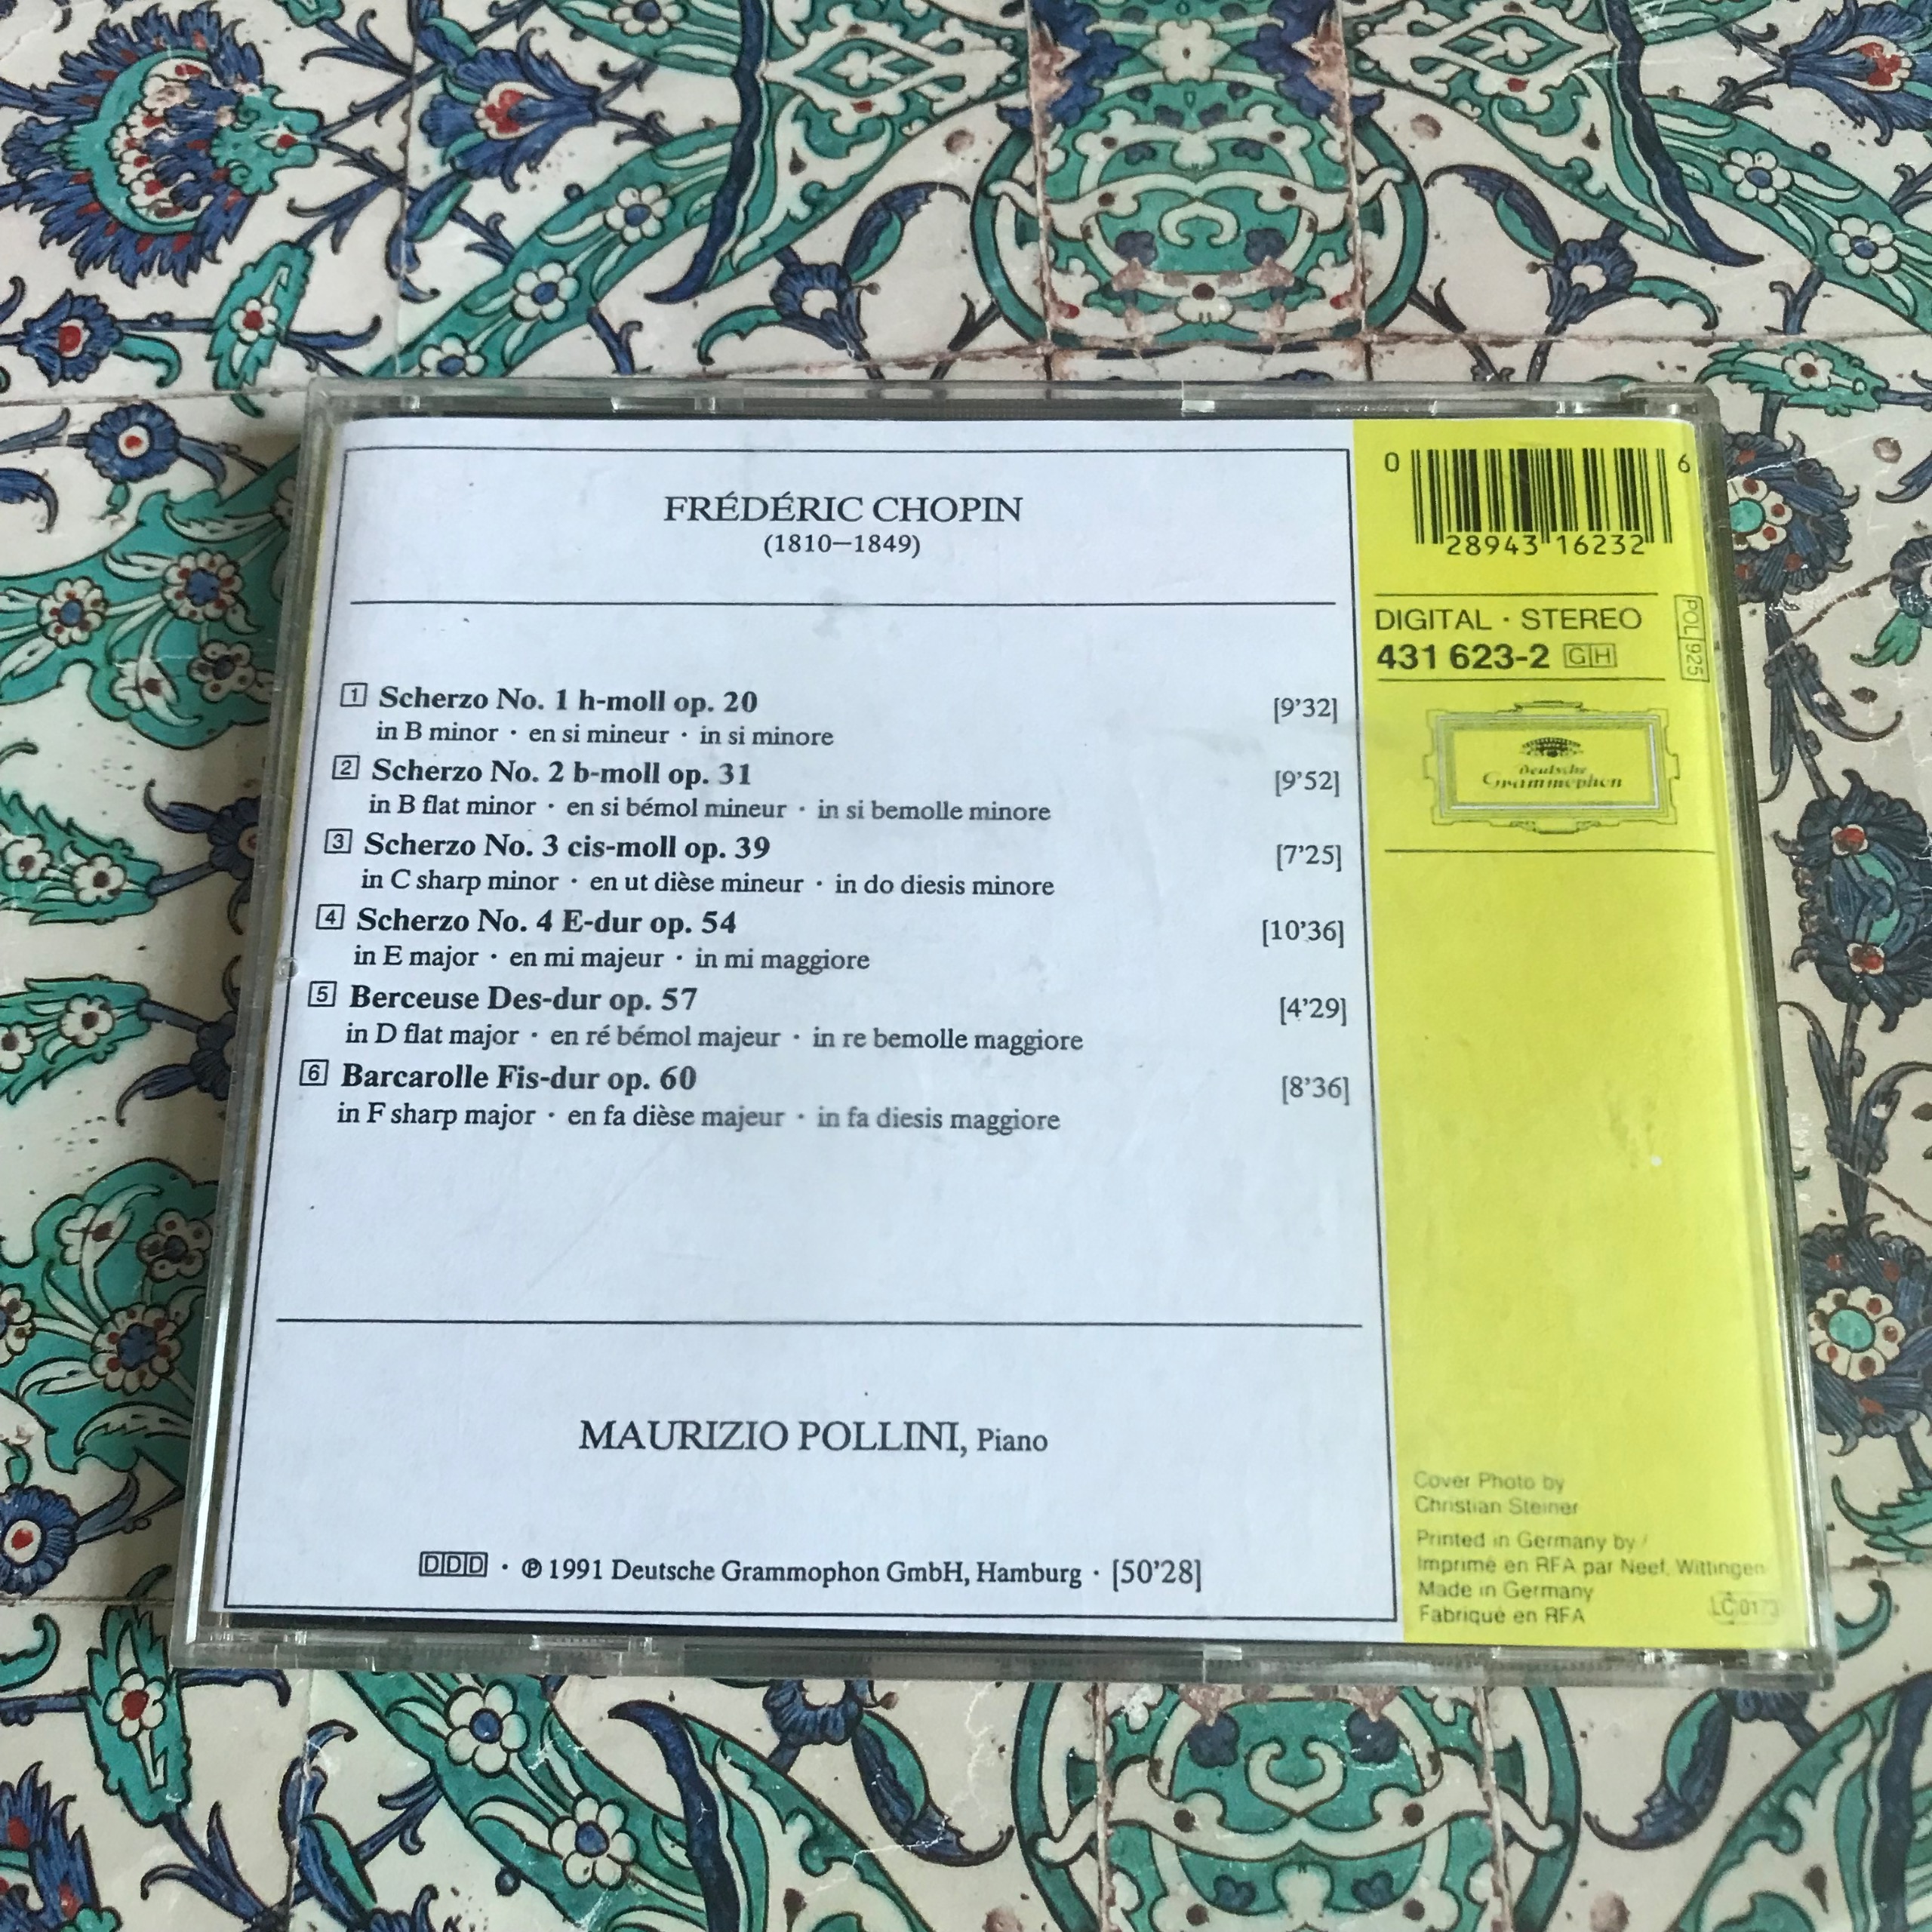 FRÉDÉRIC CHOPIN
(1810–1849)
1 Scherzo No. 1 h-moll op. 20 [9’32]
in B minor · en si mineur · in si minore
2 Scherzo No. 2 b-moll op. 31 [9’52]
in B flat minor · en si bémol mineur · in si bemolle minore
3 Scherzo No. 3 cis-moll op. 39 [7’25]
in C sharp minor · en ut dièse mineur · in do diesis minore
4 Scherzo No. 4 E-dur op. 54 [10’36]
in E major · en mi majeur · in mi maggiore
5 Berceuse Des-dur op. 57 [4’29]
in D flat major · en ré bémol majeur · in re bemolle maggiore
6 Barcarolle Fis-dur op. 60 [8’36]
in F sharp major · en fa dièse majeur · in fa diesis maggiore
MAURIZIO POLLINI, Piano
DDD · ℗ 1991 Deutsche Grammophon GmbH, Hamburg · [50’28]
0 28943 16232 6
DIGITAL · STEREO
431 623-2 GH
POL 925
Deutsche
Grammophon
Cover Photo by
Christian Steiner
Printed in Germany by /
Imprimé en RFA par Neef, Wittingen
Made in Germany
Fabriqué en RFA
LC 0173